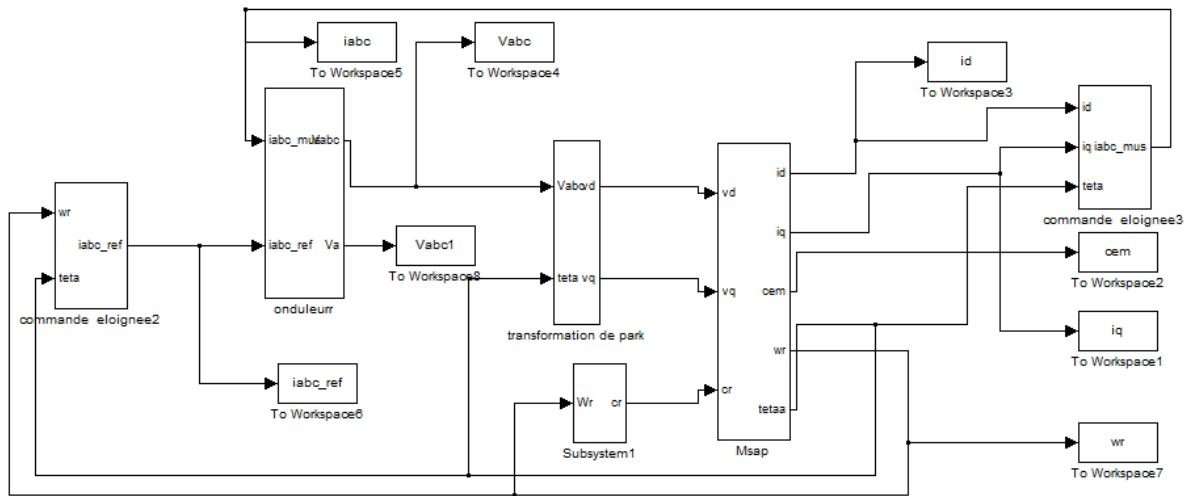 iabc
To Workspace5
Vabc
To Workspace4
id
To Workspace3
iabc_mus
Vabc
iabc_ref
Va
onduleurr
wr
iabc_ref
teta
commande eloignee2
Vabc1
To Workspace8
iabc_ref
To Workspace6
Vabc
vd
teta
vq
transformation de park
Wr
cr
Subsystem1
vd
vq
cr
id
iq
cem
wr
tetaa
Msap
id
iq
iabc_mus
teta
commande eloignee3
cem
To Workspace2
iq
To Workspace1
wr
To Workspace7